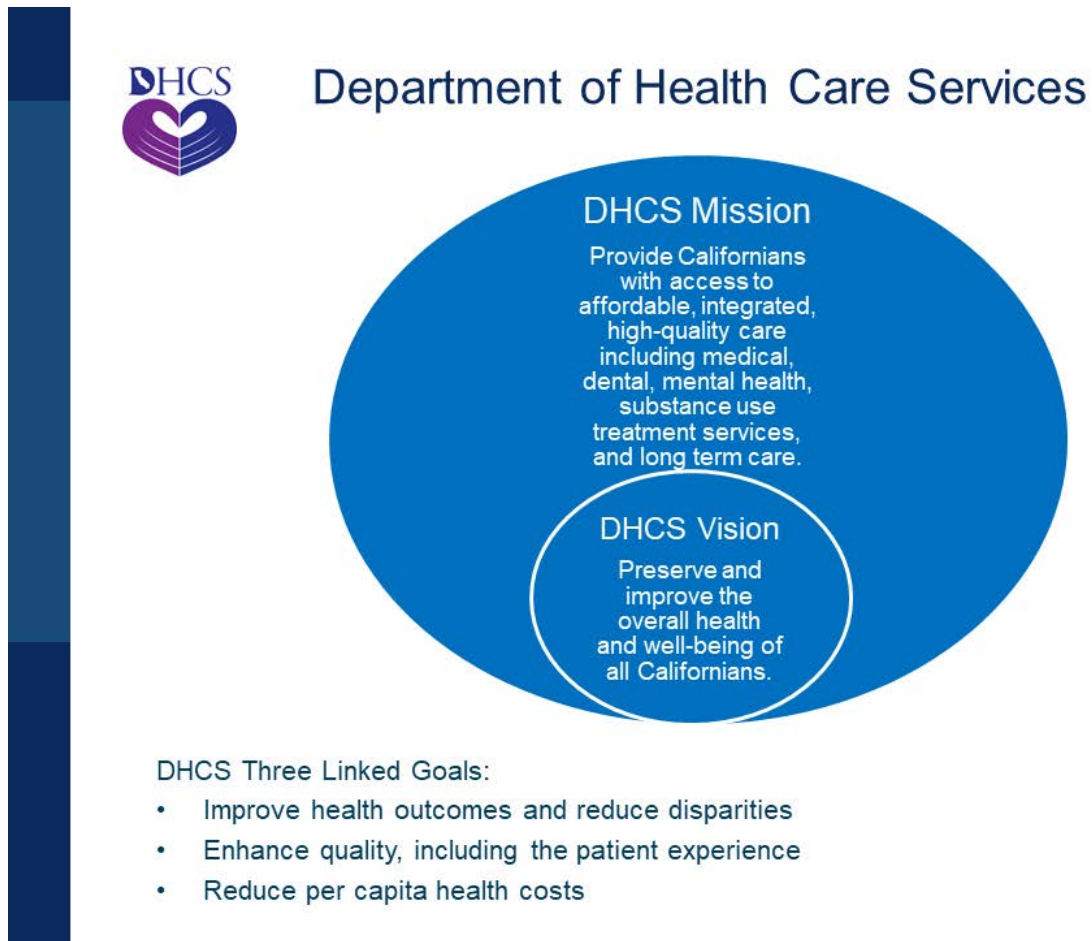 DHCS
Department of Health Care Services
DHCS Mission
Provide Californians
with access to
affordable, integrated,
high-quality care
including medical,
dental, mental health,
substance use
treatment services,
and long term care.
DHCS Vision
Preserve and
improve the
overall health
and well-being of
all Californians.
DHCS Three Linked Goals:
• Improve health outcomes and reduce disparities
• Enhance quality, including the patient experience
• Reduce per capita health costs